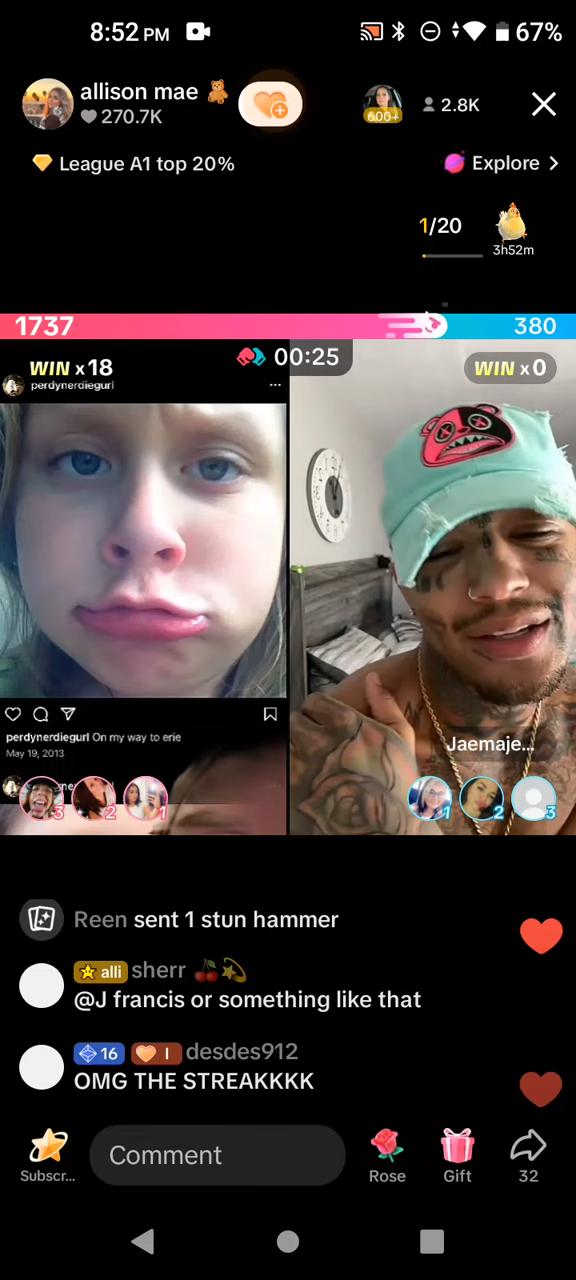 8:52 PM
67%
allison mae
270.7K
600+
2.8K
League A1 top 20%
Explore >
1/20
3h52m
1737
380
WIN x 18
00:25
WIN x 0
perdynerdiegurl
perdynerdiegurl On my way to erie
May 19, 2013
Jaemaje...
3
2
1
1
2
3
Reen sent 1 stun hammer
alli sherr
@J francis or something like that
16 I desdes912
OMG THE STREAKKKK
Subscr...
Comment
Rose
Gift
32